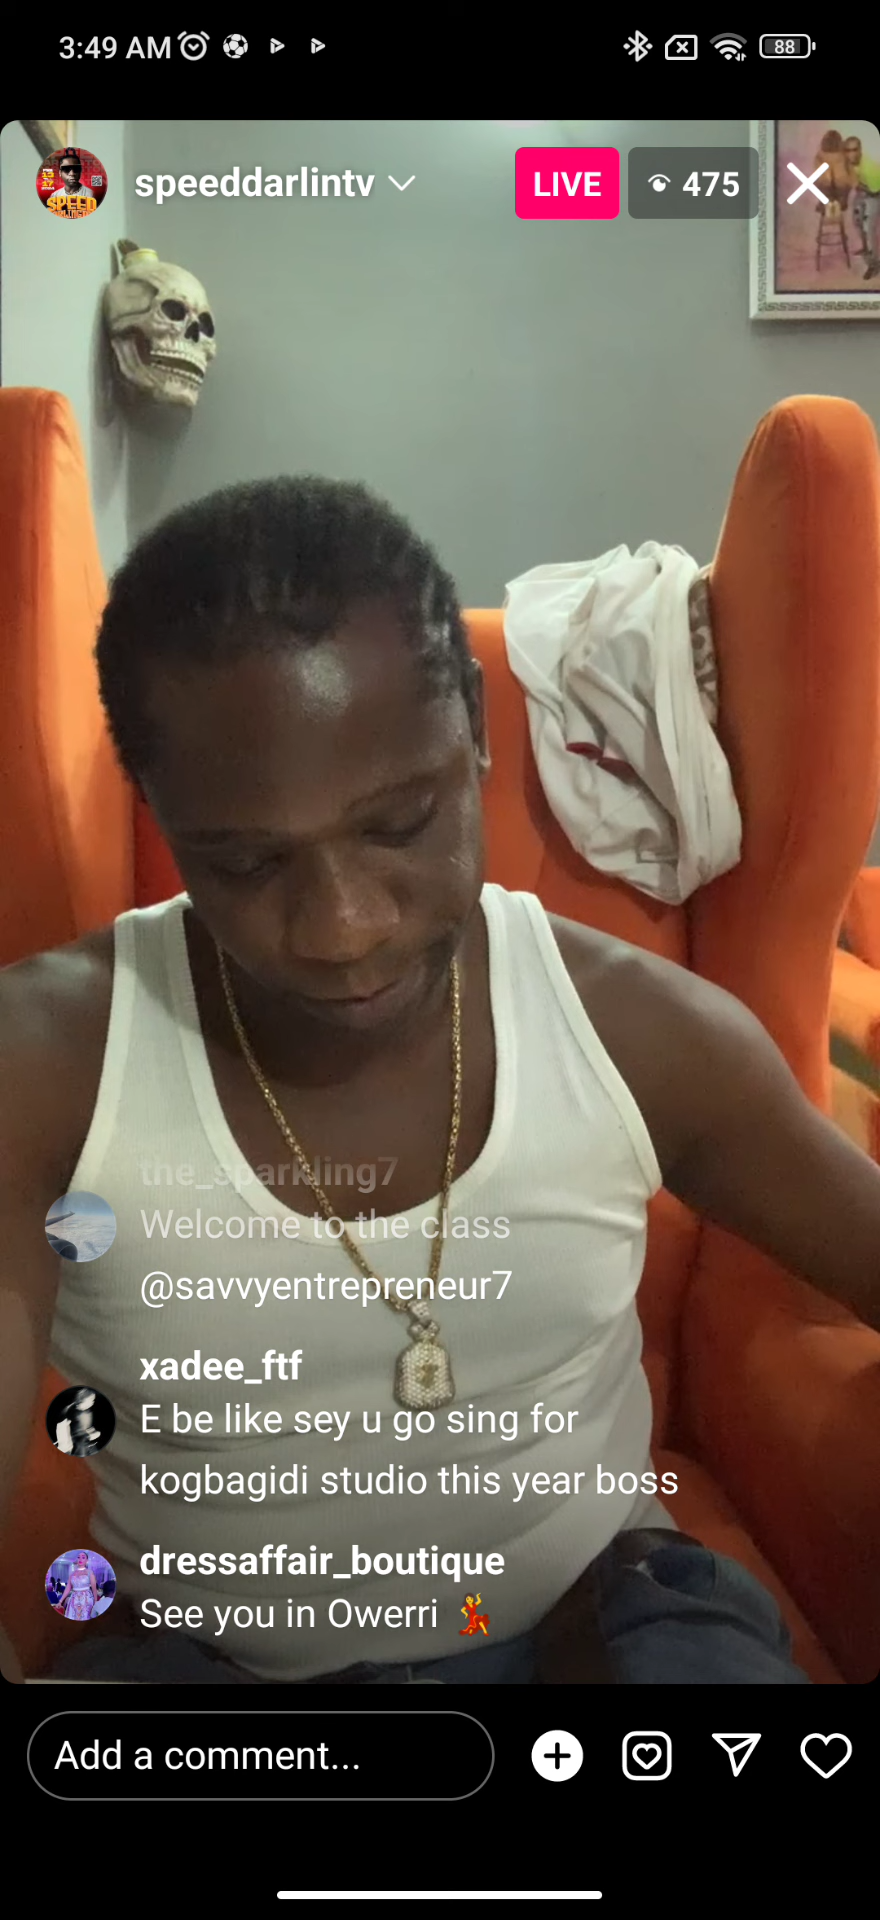 3:49 AM
88
speeddarlintv
LIVE
475
SPEED
the_sparkling7
Welcome to the class
@savvyentrepreneur7
xadee_ftf
E be like sey u go sing for
kogbagidi studio this year boss
dressaffair_boutique
See you in Owerri 💃
Add a comment...